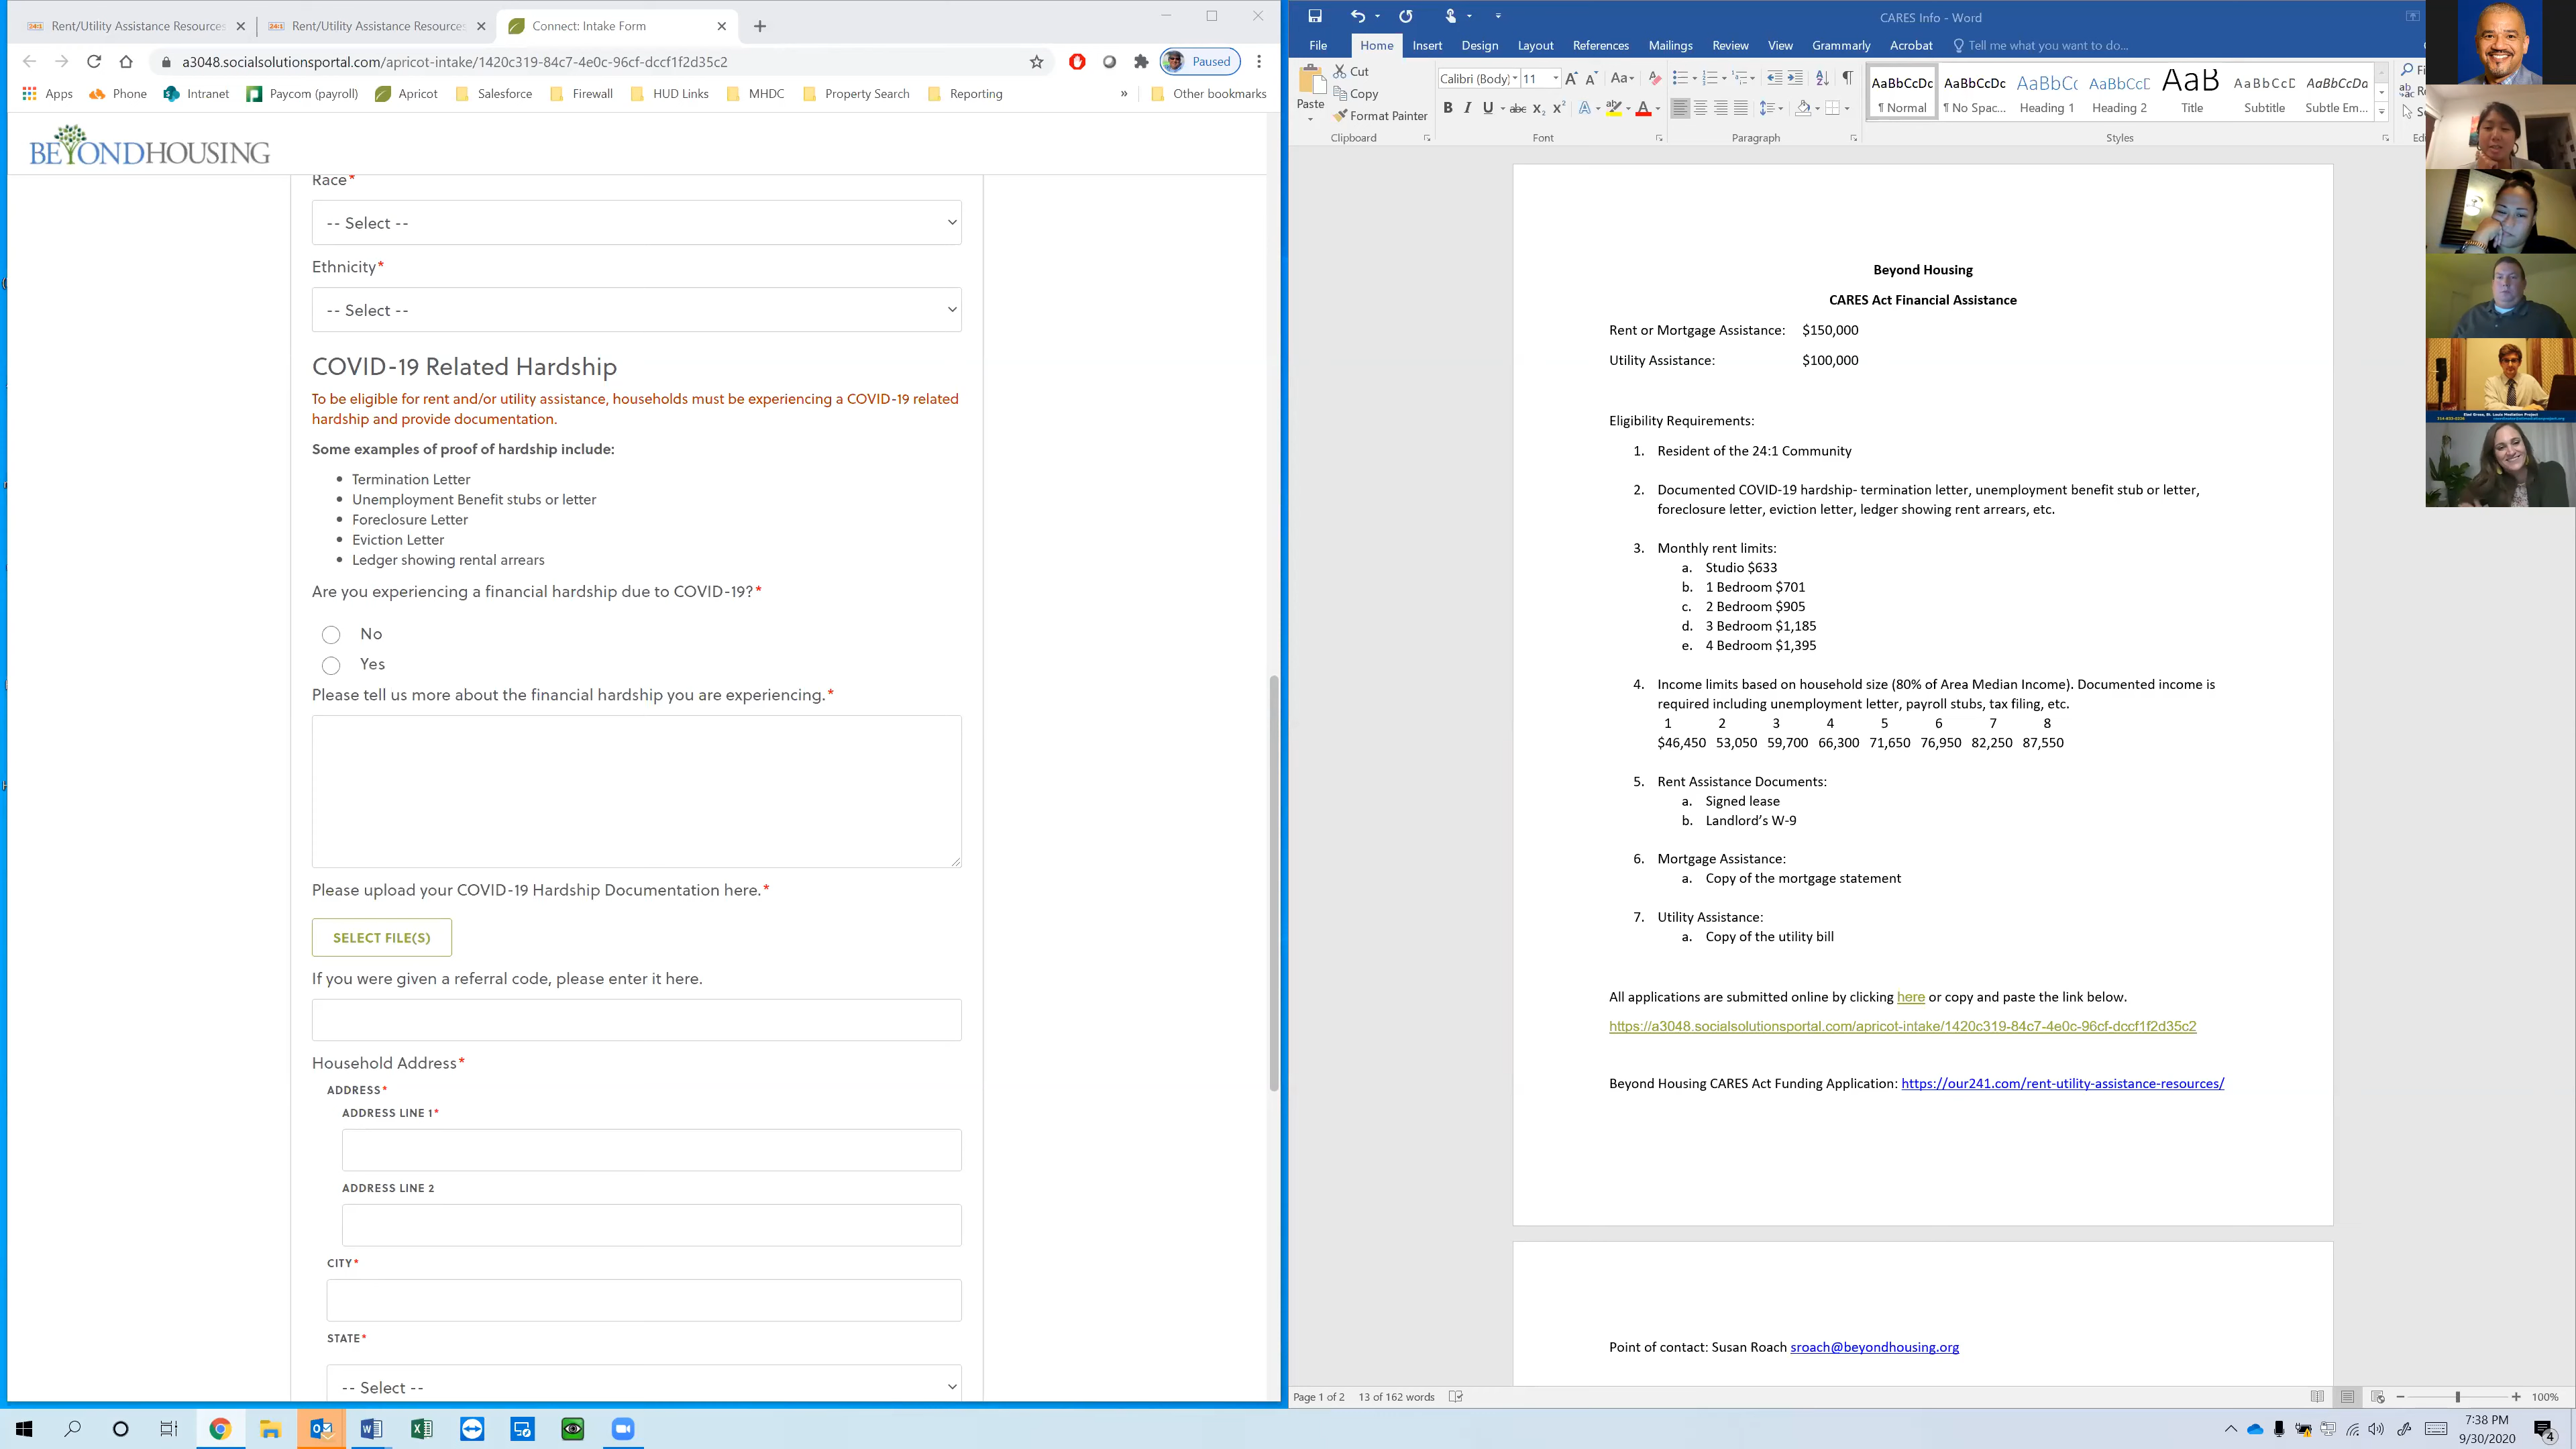 Rent/Utility Assistance Resources
Rent/Utility Assistance Resources
Connect: Intake Form
a3048.socialsolutionsportal.com/apricot-intake/1420c319-84c7-4e0c-96cf-dccf1f2d35c2
Paused
Apps Phone Intranet Paycom (payroll) Apricot Salesforce Firewall HUD Links MHDC Property Search Reporting » Other bookmarks
BEYONDHOUSING
Race*
-- Select --
Ethnicity*
-- Select --
COVID-19 Related Hardship
To be eligible for rent and/or utility assistance, households must be experiencing a COVID-19 related
hardship and provide documentation.
Some examples of proof of hardship include:
• Termination Letter
• Unemployment Benefit stubs or letter
• Foreclosure Letter
• Eviction Letter
• Ledger showing rental arrears
Are you experiencing a financial hardship due to COVID-19?*
No
Yes
Please tell us more about the financial hardship you are experiencing.*
Please upload your COVID-19 Hardship Documentation here.*
SELECT FILE(S)
If you were given a referral code, please enter it here.
Household Address*
ADDRESS*
ADDRESS LINE 1*
ADDRESS LINE 2
CITY*
STATE*
-- Select --
CARES Info - Word
File Home Insert Design Layout References Mailings Review View Grammarly Acrobat Tell me what you want to do...
Paste
Cut
Copy
Format Painter
Calibri (Body) 11
AaBbCcDc AaBbCcDc AaBbC AaBbCcC AaB AaBbCcC AaBbCcDa
¶ Normal ¶ No Spac... Heading 1 Heading 2 Title Subtitle Subtle Em...
Clipboard Font Paragraph Styles
Beyond Housing
CARES Act Financial Assistance
Rent or Mortgage Assistance: $150,000
Utility Assistance: $100,000
Eligibility Requirements:
1. Resident of the 24:1 Community
2. Documented COVID-19 hardship- termination letter, unemployment benefit stub or letter,
foreclosure letter, eviction letter, ledger showing rent arrears, etc.
3. Monthly rent limits:
a. Studio $633
b. 1 Bedroom $701
c. 2 Bedroom $905
d. 3 Bedroom $1,185
e. 4 Bedroom $1,395
4. Income limits based on household size (80% of Area Median Income). Documented income is
required including unemployment letter, payroll stubs, tax filing, etc.
1 2 3 4 5 6 7 8
$46,450 53,050 59,700 66,300 71,650 76,950 82,250 87,550
5. Rent Assistance Documents:
a. Signed lease
b. Landlord's W-9
6. Mortgage Assistance:
a. Copy of the mortgage statement
7. Utility Assistance:
a. Copy of the utility bill
All applications are submitted online by clicking here or copy and paste the link below.
https://a3048.socialsolutionsportal.com/apricot-intake/1420c319-84c7-4e0c-96cf-dccf1f2d35c2
Beyond Housing CARES Act Funding Application: https://our241.com/rent-utility-assistance-resources/
Point of contact: Susan Roach sroach@beyondhousing.org
Page 1 of 2 13 of 162 words
100%
Elad Gross, St. Louis Mediation Project
7:38 PM
9/30/2020
4